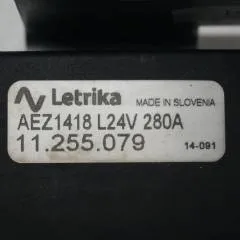 Letrika MADE IN SLOVENIA
AEZ1418 L24V 280A
11.255.079 14-091